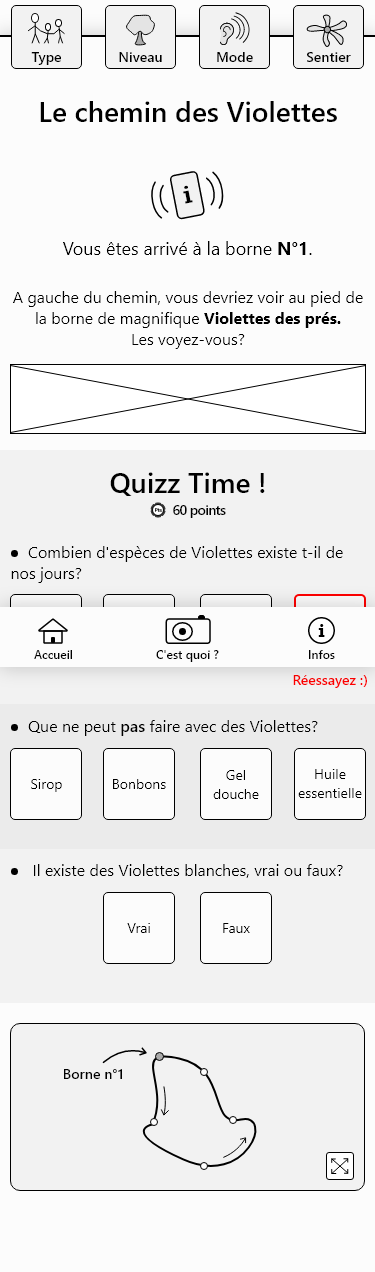 Type
Niveau
Mode
Sentier
Le chemin des Violettes
i
Vous êtes arrivé à la borne N°1.
A gauche du chemin, vous devriez voir au pied de
la borne de magnifique Violettes des prés.
Les voyez-vous?
Quizz Time !
Pts 60 points
• Combien d'espèces de Violettes existe t-il de
nos jours?
Accueil
C'est quoi ?
i
Infos
Réessayez :)
• Que ne peut pas faire avec des Violettes?
Sirop
Bonbons
Gel
douche
Huile
essentielle
• Il existe des Violettes blanches, vrai ou faux?
Vrai
Faux
Borne n°1